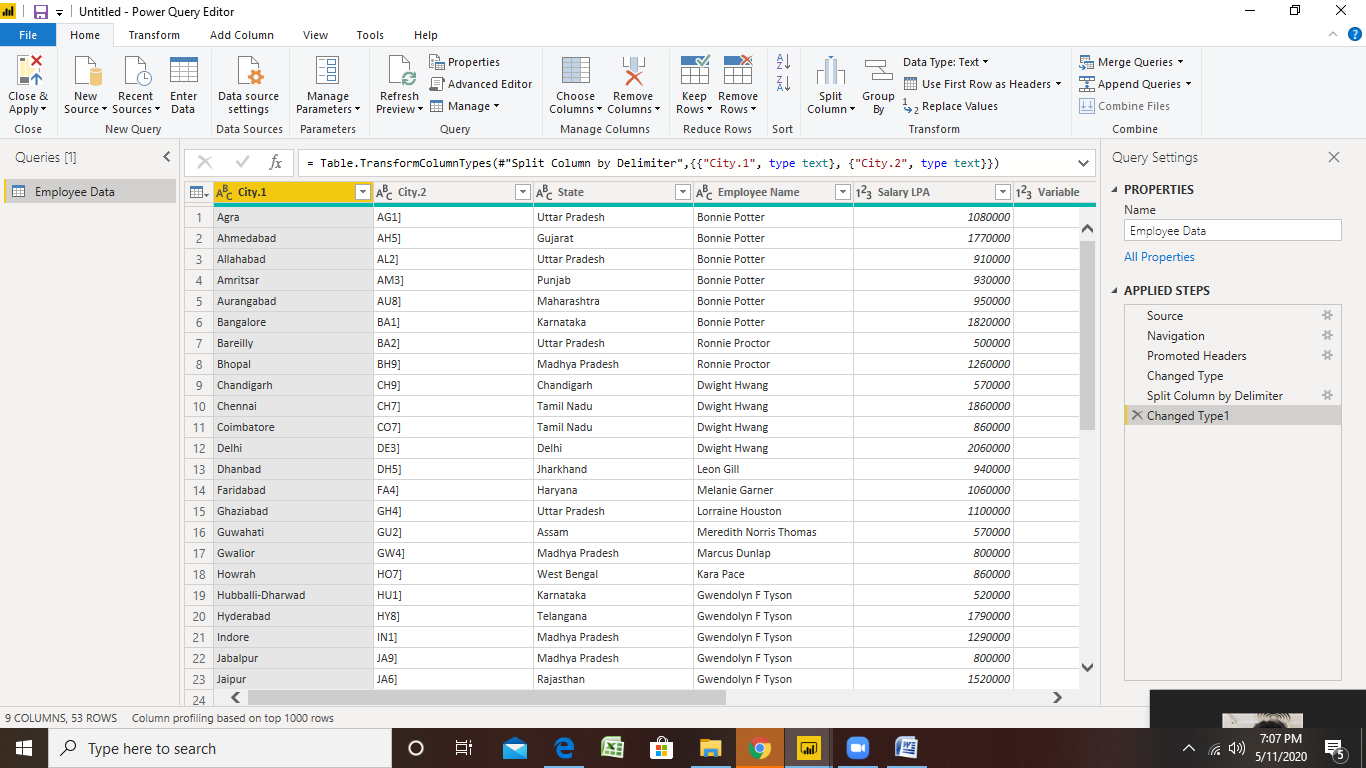 Untitled - Power Query Editor
File Home Transform Add Column View Tools Help
Close & Apply
New Source
Recent Sources
Enter Data
Data source settings
Manage Parameters
Refresh Preview
Properties
Advanced Editor
Manage
Choose Columns
Remove Columns
Keep Rows
Remove Rows
Split Column
Group By
Data Type: Text
Use First Row as Headers
Replace Values
Merge Queries
Append Queries
Combine Files
Close New Query Data Sources Parameters Query Manage Columns Reduce Rows Sort Transform Combine
Queries [1]
Employee Data
fx = Table.TransformColumnTypes(#"Split Column by Delimiter",{{"City.1", type text}, {"City.2", type text}})
City.1 City.2 State Employee Name Salary LPA Variable
1 Agra AG1] Uttar Pradesh Bonnie Potter 1080000
2 Ahmedabad AH5] Gujarat Bonnie Potter 1770000
3 Allahabad AL2] Uttar Pradesh Bonnie Potter 910000
4 Amritsar AM3] Punjab Bonnie Potter 930000
5 Aurangabad AU8] Maharashtra Bonnie Potter 950000
6 Bangalore BA1] Karnataka Bonnie Potter 1820000
7 Bareilly BA2] Uttar Pradesh Ronnie Proctor 500000
8 Bhopal BH9] Madhya Pradesh Ronnie Proctor 1260000
9 Chandigarh CH9] Chandigarh Dwight Hwang 570000
10 Chennai CH7] Tamil Nadu Dwight Hwang 1860000
11 Coimbatore CO7] Tamil Nadu Dwight Hwang 860000
12 Delhi DE3] Delhi Dwight Hwang 2060000
13 Dhanbad DH5] Jharkhand Leon Gill 940000
14 Faridabad FA4] Haryana Melanie Garner 1060000
15 Ghaziabad GH4] Uttar Pradesh Lorraine Houston 1100000
16 Guwahati GU2] Assam Meredith Norris Thomas 570000
17 Gwalior GW4] Madhya Pradesh Marcus Dunlap 800000
18 Howrah HO7] West Bengal Kara Pace 860000
19 Hubballi-Dharwad HU1] Karnataka Gwendolyn F Tyson 520000
20 Hyderabad HY8] Telangana Gwendolyn F Tyson 1790000
21 Indore IN1] Madhya Pradesh Gwendolyn F Tyson 1290000
22 Jabalpur JA9] Madhya Pradesh Gwendolyn F Tyson 800000
23 Jaipur JA6] Rajasthan Gwendolyn F Tyson 1520000
24
Query Settings
PROPERTIES
Name
Employee Data
All Properties
APPLIED STEPS
Source
Navigation
Promoted Headers
Changed Type
Split Column by Delimiter
Changed Type1
9 COLUMNS, 53 ROWS Column profiling based on top 1000 rows
Type here to search
7:07 PM
5/11/2020
5